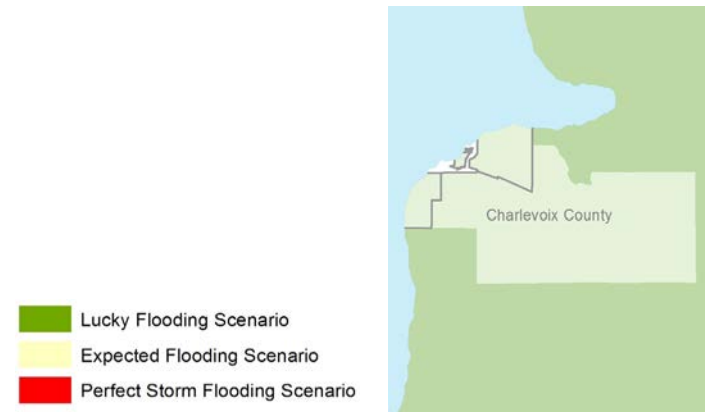 Charlevoix County
Lucky Flooding Scenario
Expected Flooding Scenario
Perfect Storm Flooding Scenario